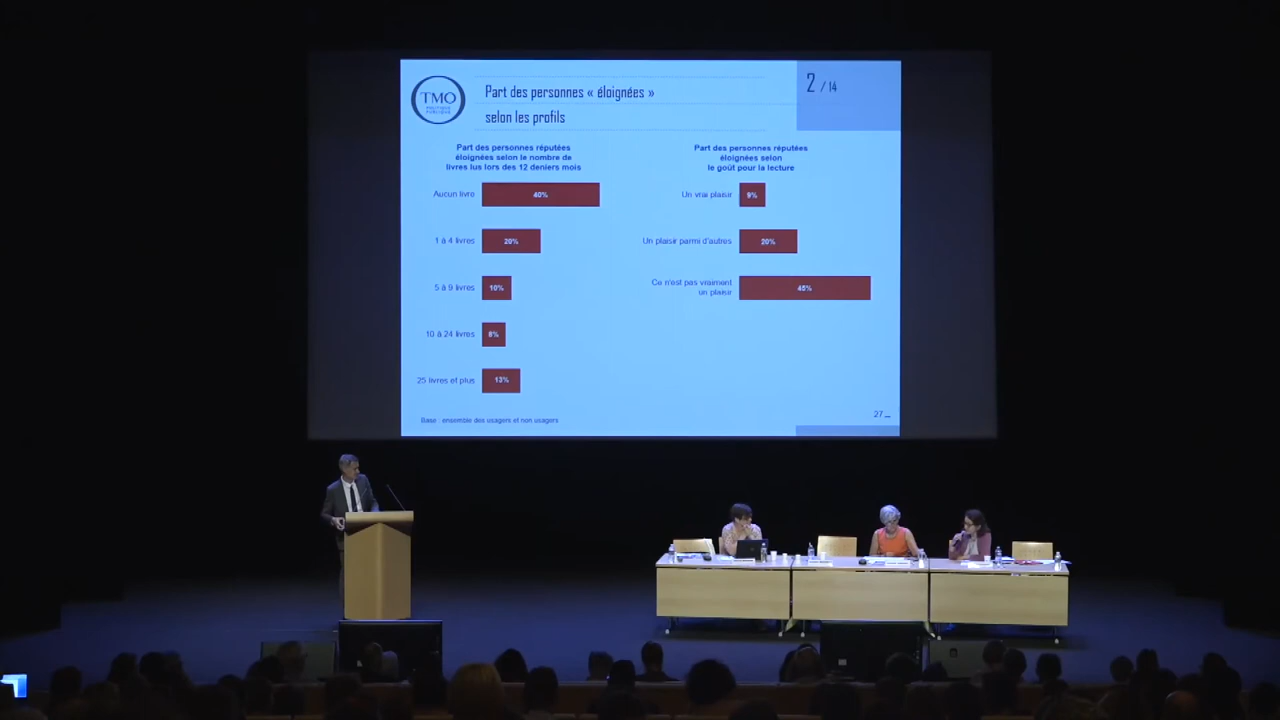 TMO
POLITIQUE
PUBLIQUE
Part des personnes « éloignées »
selon les profils
2 / 14
Part des personnes réputées
éloignées selon le nombre de
livres lus lors des 12 deniers mois
Aucun livre
40%
1 à 4 livres
20%
5 à 9 livres
10%
10 à 24 livres
8%
25 livres et plus
13%
Part des personnes réputées
éloignées selon
le goût pour la lecture
Un vrai plaisir
9%
Un plaisir parmi d'autres
20%
Ce n'est pas vraiment
un plaisir
45%
Base : ensemble des usagers et non usagers
27